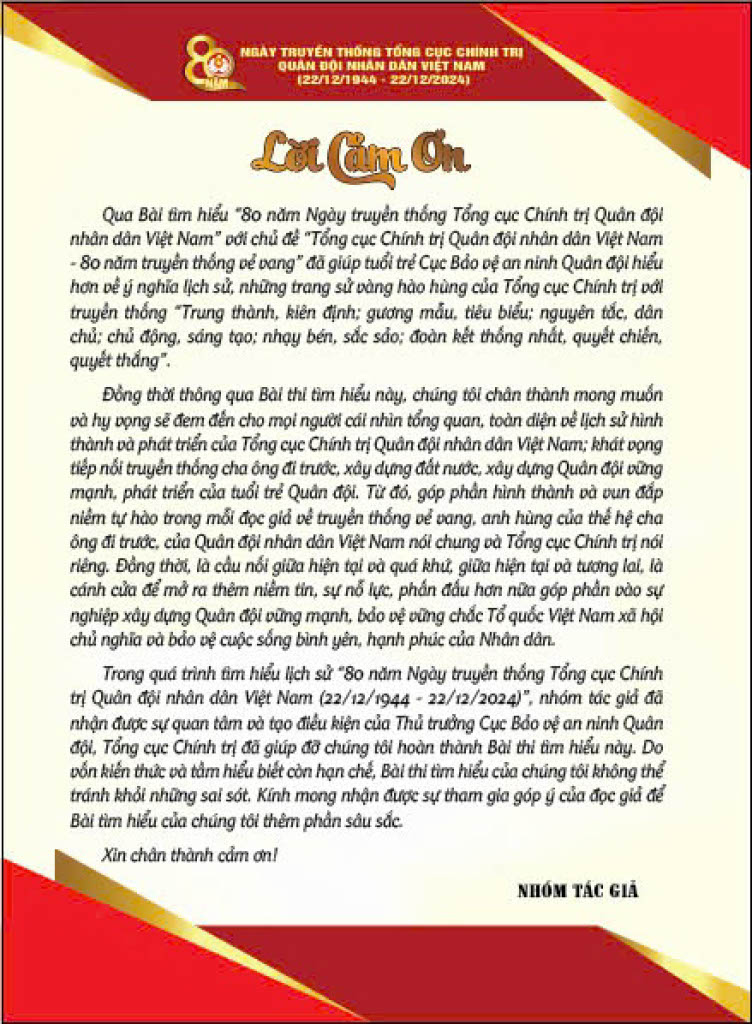 80 NĂM
NGÀY TRUYỀN THỐNG TỔNG CỤC CHÍNH TRỊ
QUÂN ĐỘI NHÂN DÂN VIỆT NAM
(22/12/1944 - 22/12/2024)
Lời Cảm Ơn
Qua Bài tìm hiểu “80 năm Ngày truyền thống Tổng cục Chính trị Quân đội
nhân dân Việt Nam” với chủ đề “Tổng cục Chính trị Quân đội nhân dân Việt Nam
- 80 năm truyền thống vẻ vang” đã giúp tuổi trẻ Cục Bảo vệ an ninh Quân đội hiểu
hơn về ý nghĩa lịch sử, những trang sử vàng hào hùng của Tổng cục Chính trị với
truyền thống “Trung thành, kiên định; gương mẫu, tiêu biểu; nguyên tắc, dân
chủ; chủ động, sáng tạo; nhạy bén, sắc sảo; đoàn kết thống nhất, quyết chiến,
quyết thắng”.
Đồng thời thông qua Bài thi tìm hiểu này, chúng tôi chân thành mong muốn
và hy vọng sẽ đem đến cho mọi người cái nhìn tổng quan, toàn diện về lịch sử hình
thành và phát triển của Tổng cục Chính trị Quân đội nhân dân Việt Nam; khát vọng
tiếp nối truyền thống cha ông đi trước, xây dựng đất nước, xây dựng Quân đội vững
mạnh, phát triển của tuổi trẻ Quân đội. Từ đó, góp phần hình thành và vun đắp
niềm tự hào trong mỗi đọc giả về truyền thống vẻ vang, anh hùng của thế hệ cha
ông đi trước, của Quân đội nhân dân Việt Nam nói chung và Tổng cục Chính trị nói
riêng. Đồng thời, là cầu nối giữa hiện tại và quá khứ, giữa hiện tại và tương lai, là
cánh cửa để mở ra thêm niềm tin, sự nỗ lực, phấn đấu hơn nữa góp phần vào sự
nghiệp xây dựng Quân đội vững mạnh, bảo vệ vững chắc Tổ quốc Việt Nam xã hội
chủ nghĩa và bảo vệ cuộc sống bình yên, hạnh phúc của Nhân dân.
Trong quá trình tìm hiểu lịch sử “80 năm Ngày truyền thống Tổng cục Chính
trị Quân đội nhân dân Việt Nam (22/12/1944 - 22/12/2024)”, nhóm tác giả đã
nhận được sự quan tâm và tạo điều kiện của Thủ trưởng Cục Bảo vệ an ninh Quân
đội, Tổng cục Chính trị đã giúp đỡ chúng tôi hoàn thành Bài thi tìm hiểu này. Do
vốn kiến thức và tầm hiểu biết còn hạn chế, Bài thi tìm hiểu của chúng tôi không thể
tránh khỏi những sai sót. Kính mong nhận được sự tham gia góp ý của đọc giả để
Bài tìm hiểu của chúng tôi thêm phần sâu sắc.
Xin chân thành cảm ơn!
NHÓM TÁC GIẢ